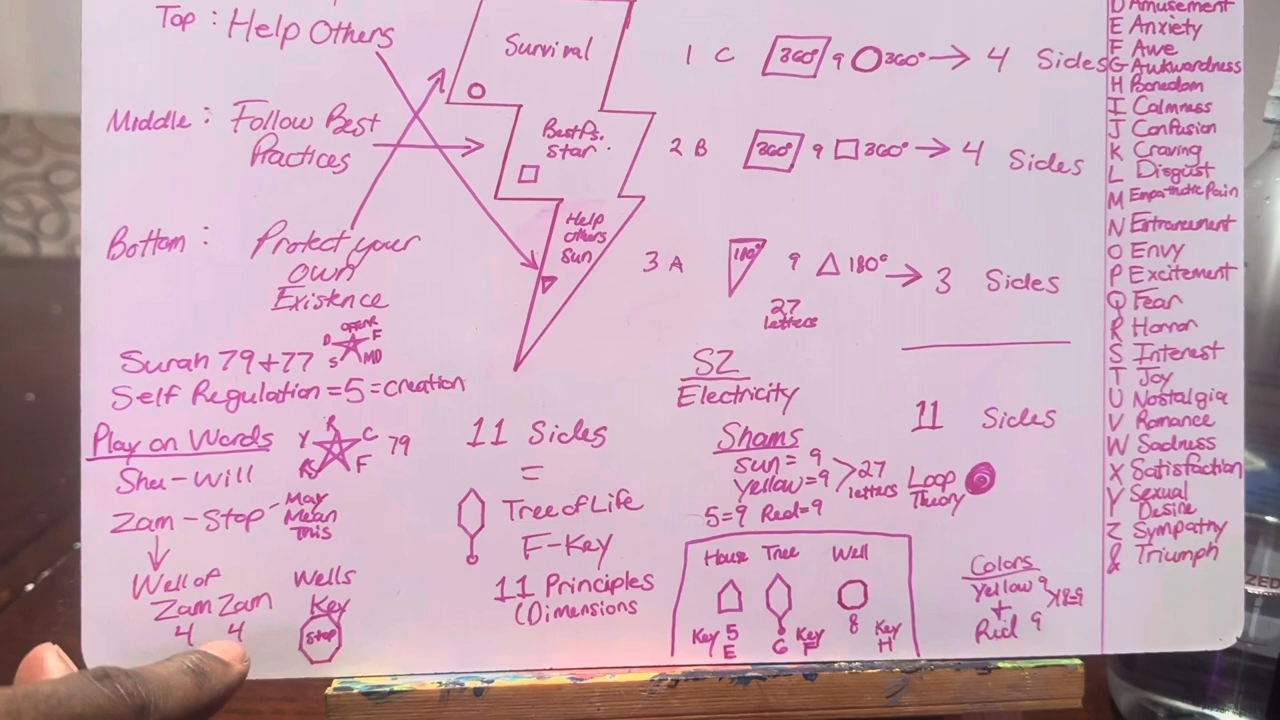 Top : Help Others
Middle : Follow Best
Practices
Bottom : Protect your
own
Existence
Survival
Best Ps.
Star
Help
Others
Sun
1 C 360° 9 360° → 4 Sides
2 B 360° 9 360° → 4 Sides
3 A 180° 9 180° → 3 Sides
27
letters
11 Sides
Surah 79+77
D F
S MD
Self Regulation = 5 = creation
Play on Words
R
Y C 79
F
Shu-Will
Zam - Stop - May
Mean
This
Well of
Zam Zam
4 4
Wells
Key
Stop
11 Sides
=
Tree of Life
F-Key
11 Principles
(Dimensions
SZ
Electricity
Shams
sun = 9
yellow = 9 > 27
letters
5=9 Red=9
Loop
Theory
House Tree Well
Key 5
E
6 Key
F
8 Key
H
Colors
Yellow 9
+
Red 9
D Amusement
E Anxiety
F Awe
G Awkwardness
H Boredom
I Calmness
J Confusion
K Craving
L Disgust
M Empathetic Pain
N Entrancement
O Envy
P Excitement
Q Fear
R Horror
S Interest
T Joy
U Nostalgia
V Romance
W Sadness
X Satisfaction
Y Sexual
Desire
Z Sympathy
& Triumph
ZED